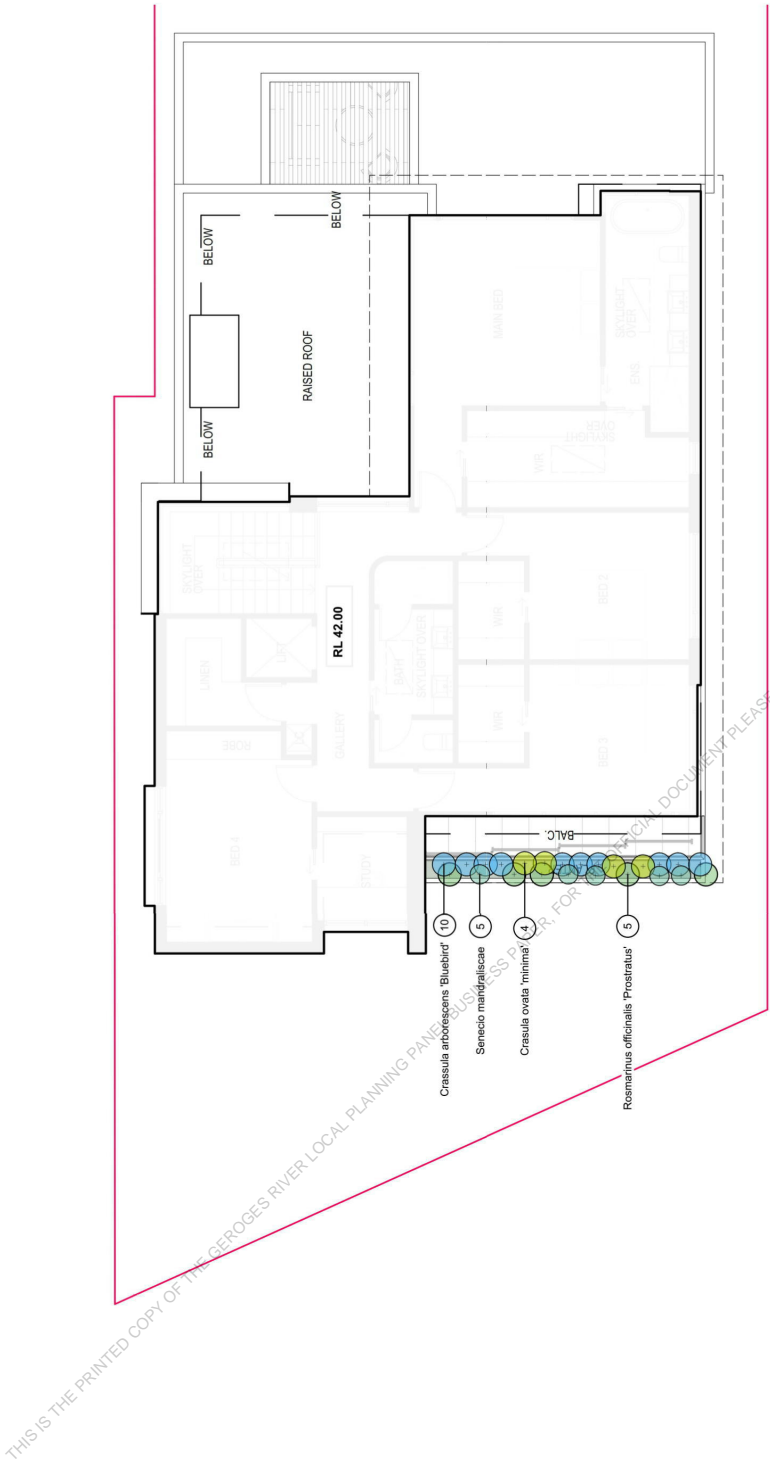 BELOW
BELOW
BELOW
RAISED ROOF
MAIN BED
SKYLIGHT
OVER
ENS
SKYLIGHT
OVER
WIR
SKYLIGHT
OVER
RL 42.00
LINEN
LIFT
BATH
SKYLIGHT OVER
WIR
BED 2
GALLERY
ROBE
WIR
BED 3
BED 4
STUDY
BALC.
Crassula arborescens 'Bluebird'
10
Senecio mandraliscae
5
Crasula ovata 'minima'
4
Rosmarinus officinalis 'Prostratus'
5
THIS IS THE PRINTED COPY OF THE GEROGES RIVER LOCAL PLANNING PANEL BUSINESS PAPER. FOR THE OFFICIAL DOCUMENT PLEASE